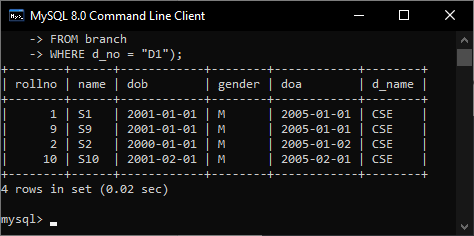 MySQL 8.0 Command Line Client
    -> FROM branch
    -> WHERE d_no = "D1");
+--------+------+------------+--------+------------+--------+
| rollno | name | dob        | gender | doa        | d_name |
+--------+------+------------+--------+------------+--------+
|      1 | S1   | 2001-01-01 | M      | 2005-01-01 | CSE    |
|      9 | S9   | 2001-01-01 | M      | 2005-01-01 | CSE    |
|      2 | S2   | 2000-01-01 | M      | 2005-01-02 | CSE    |
|     10 | S10  | 2001-02-01 | M      | 2005-02-01 | CSE    |
+--------+------+------------+--------+------------+--------+
4 rows in set (0.02 sec)
mysql>